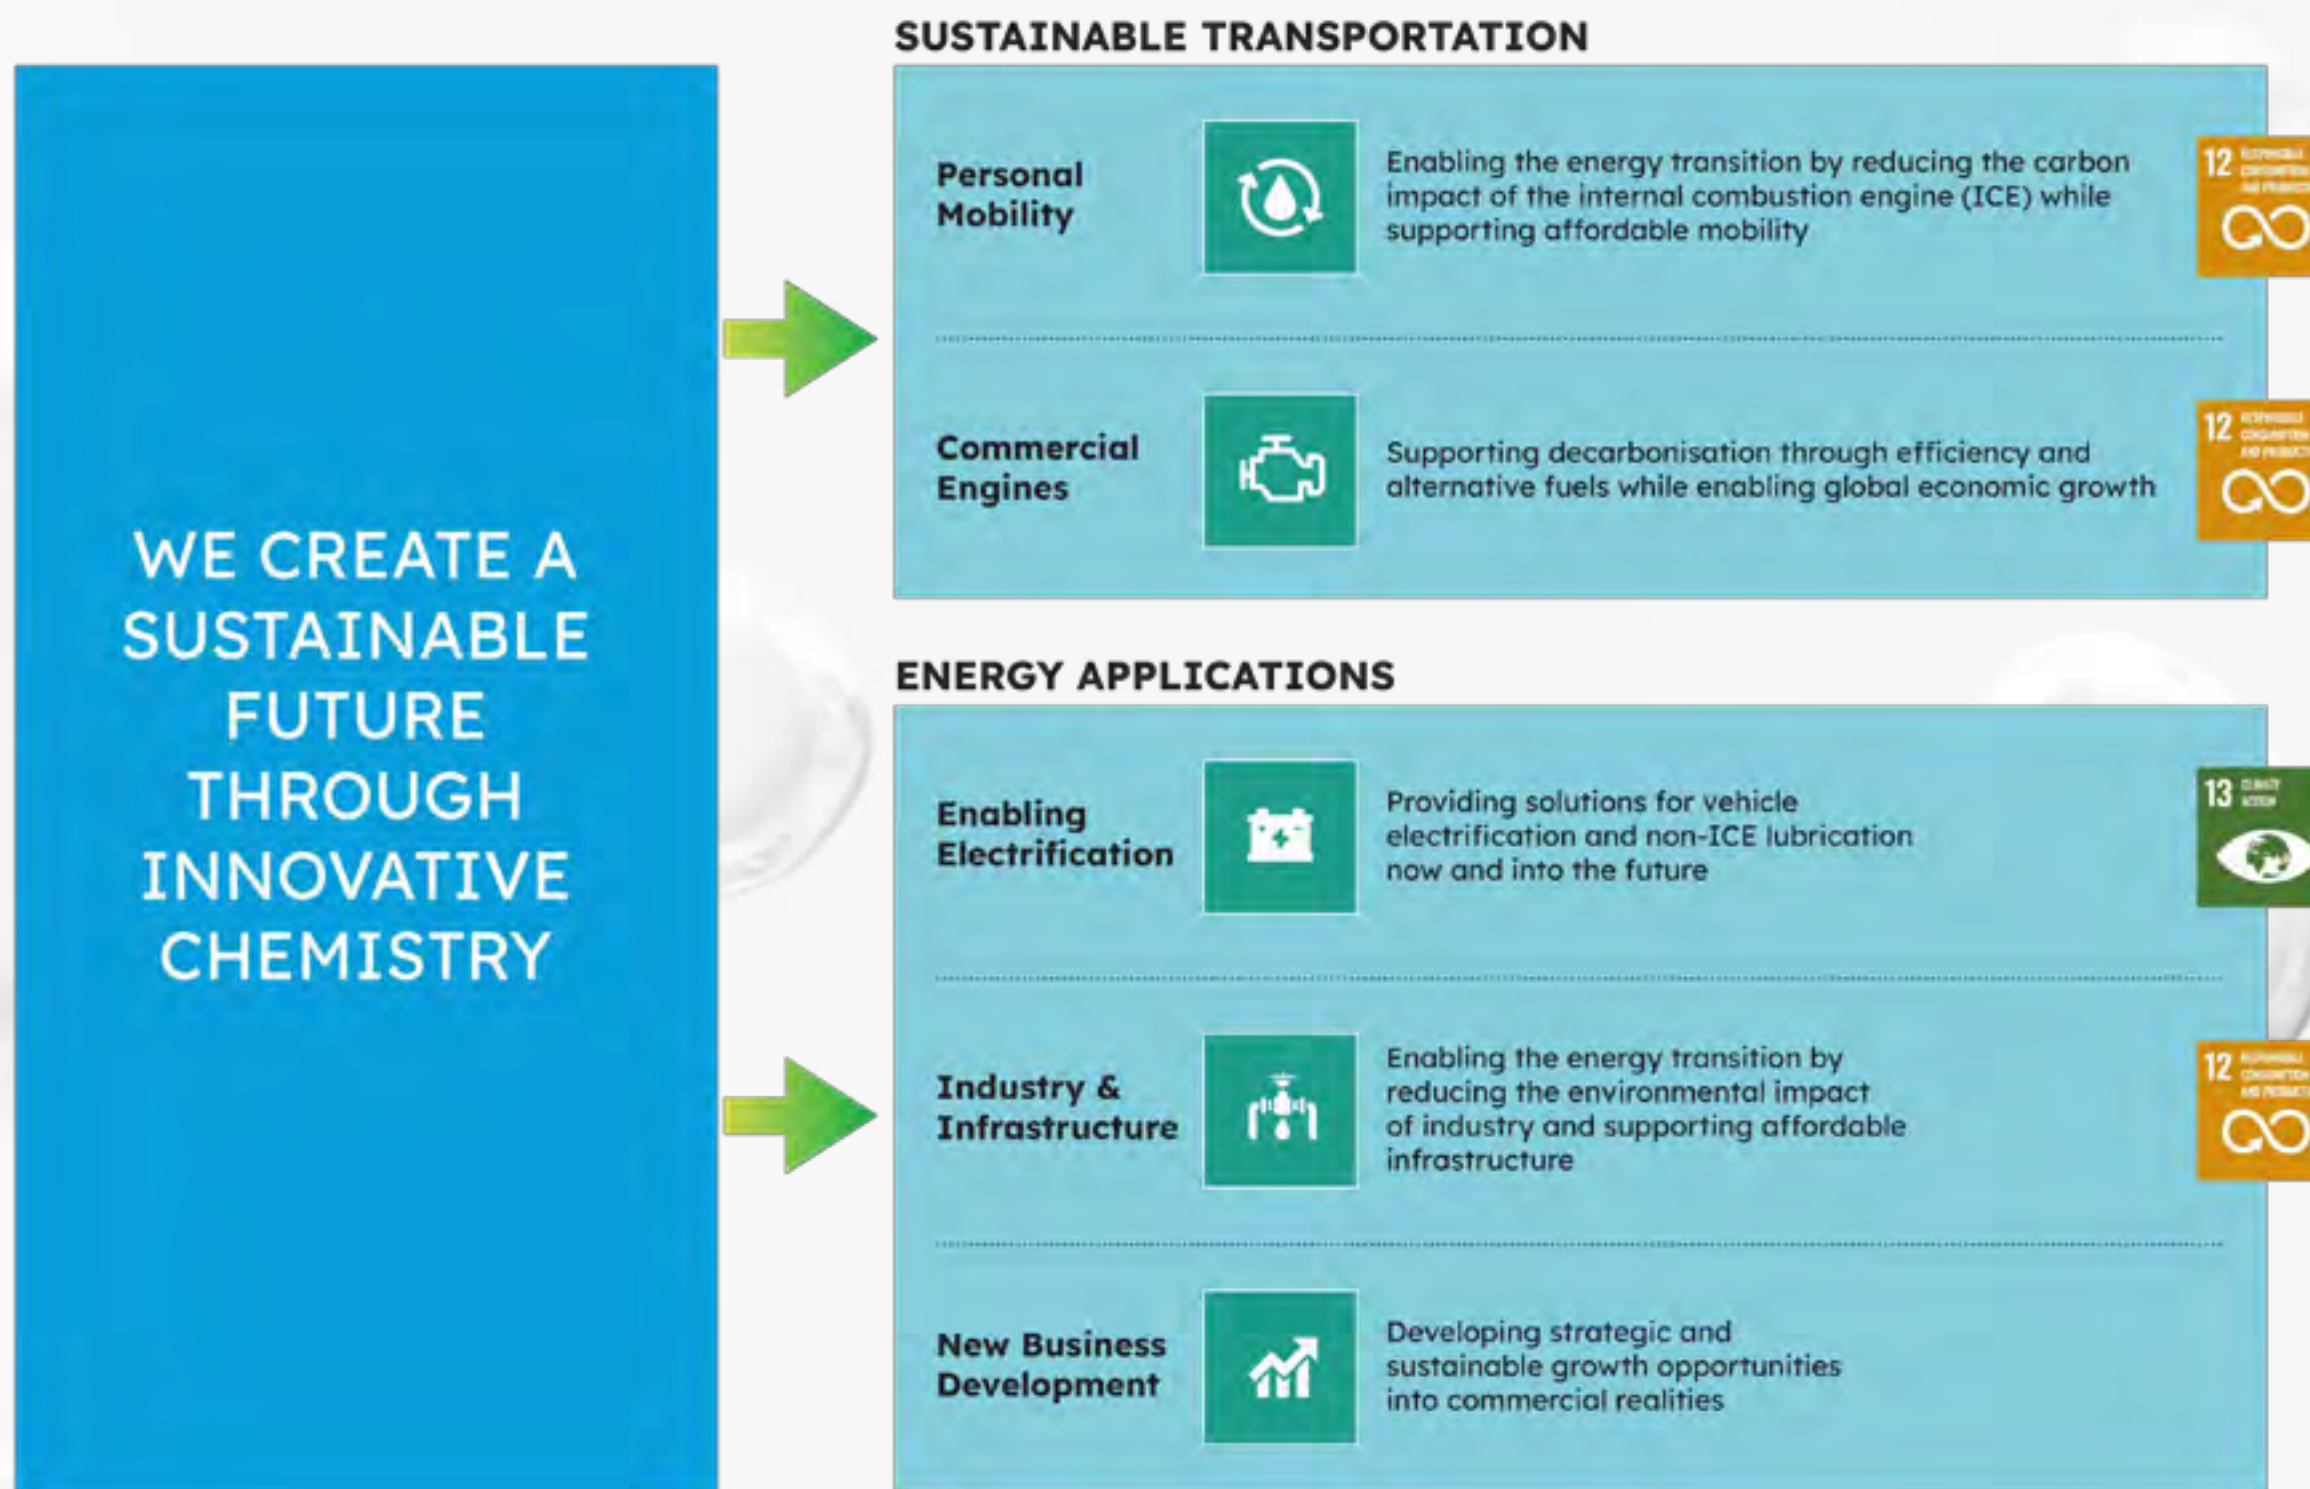 WE CREATE A
SUSTAINABLE
FUTURE
THROUGH
INNOVATIVE
CHEMISTRY
SUSTAINABLE TRANSPORTATION
Personal
Mobility
Enabling the energy transition by reducing the carbon
impact of the internal combustion engine (ICE) while
supporting affordable mobility
12
Commercial
Engines
Supporting decarbonisation through efficiency and
alternative fuels while enabling global economic growth
12
ENERGY APPLICATIONS
Enabling
Electrification
Providing solutions for vehicle
electrification and non-ICE lubrication
now and into the future
13 CLIMATE
ACTION
Industry &
Infrastructure
Enabling the energy transition by
reducing the environmental impact
of industry and supporting affordable
infrastructure
12
New Business
Development
Developing strategic and
sustainable growth opportunities
into commercial realities